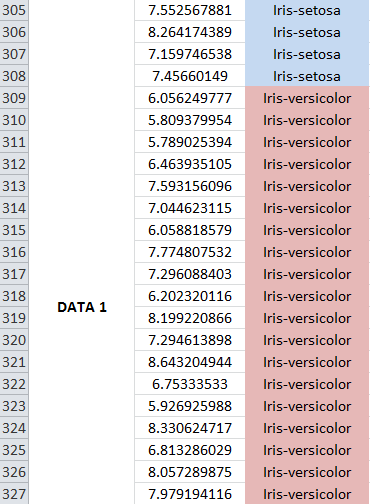 305 7.552567881 Iris-setosa
306 8.264174389 Iris-setosa
307 7.159746538 Iris-setosa
308 7.45660149 Iris-setosa
309 6.056249777 Iris-versicolor
310 5.809379954 Iris-versicolor
311 5.789025394 Iris-versicolor
312 6.463935105 Iris-versicolor
313 7.593156096 Iris-versicolor
314 7.044623115 Iris-versicolor
315 6.058818579 Iris-versicolor
316 7.774807532 Iris-versicolor
317 7.296088403 Iris-versicolor
318 6.202320116 Iris-versicolor
DATA 1
319 8.199220866 Iris-versicolor
320 7.294613898 Iris-versicolor
321 8.643204944 Iris-versicolor
322 6.75333533 Iris-versicolor
323 5.926925988 Iris-versicolor
324 8.330624717 Iris-versicolor
325 6.813286029 Iris-versicolor
326 8.057289875 Iris-versicolor
327 7.979194116 Iris-versicolor